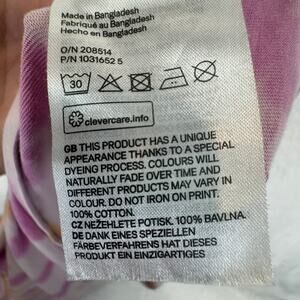 Made in Bangladesh
Fabriqué au Bangladesh
Hecho en Bangladesh
O/N 208514
P/N 1031652 5
30
clevercare.info
GB THIS PRODUCT HAS A UNIQUE
APPEARANCE THANKS TO A SPECIAL
DYEING PROCESS. COLOURS WILL
NATURALLY FADE OVER TIME AND
DIFFERENT PRODUCTS MAY VARY IN
COLOUR. DO NOT IRON ON PRINT.
100% COTTON.
CZ NEŽEHLETE POTISK. 100% BAVLNA.
DE DANK EINES SPEZIELLEN
FÄRBEVERFAHRENS HAT DIESES
PRODUKT EIN EINZIGARTIGES